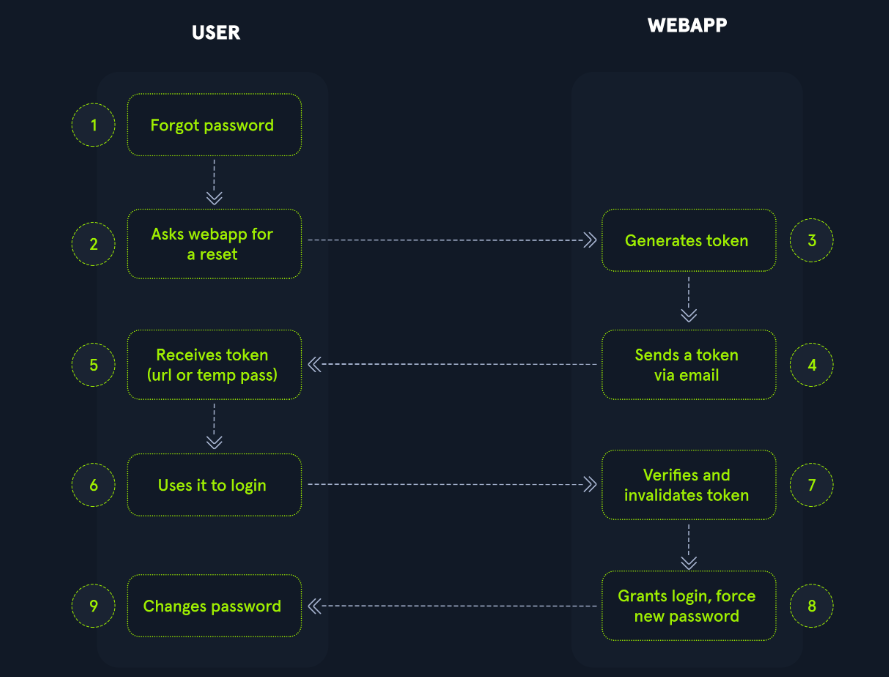 USER
WEBAPP
1
Forgot password
2
Asks webapp for
a reset
Generates token
3
5
Receives token
(url or temp pass)
Sends a token
via email
4
6
Uses it to login
Verifies and
invalidates token
7
9
Changes password
Grants login, force
new password
8